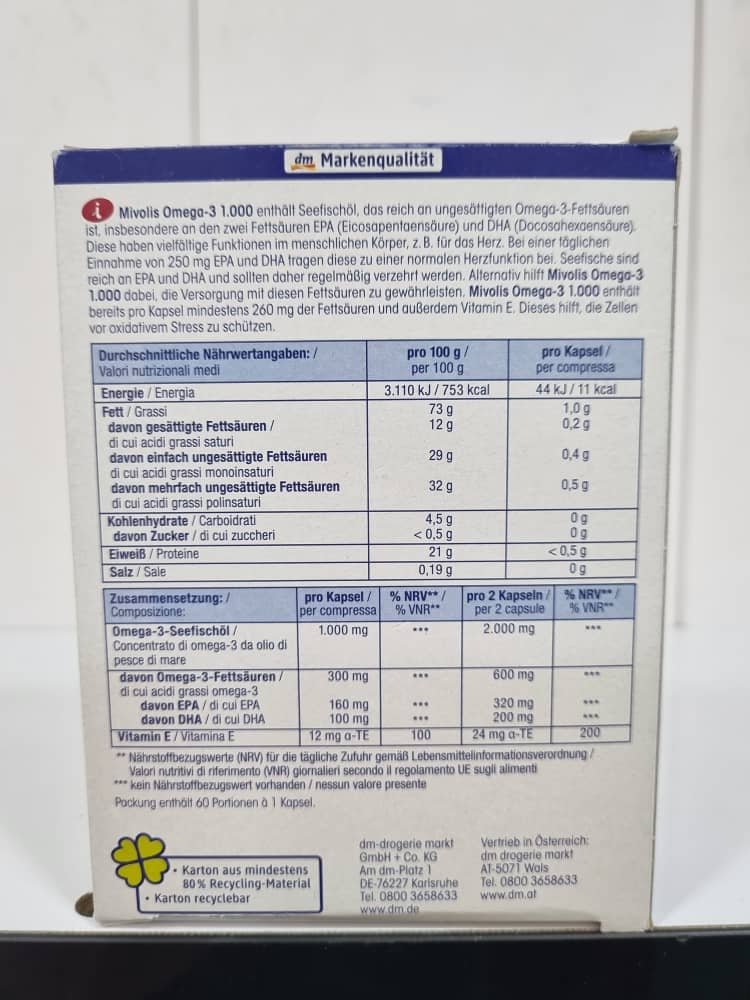 dm Markenqualität
i Mivolis Omega-3 1.000 enthält Seefischöl, das reich an ungesättigten Omega-3-Fettsäuren
ist, insbesondere an den zwei Fettsäuren EPA (Eicosapentaensäure) und DHA (Docosahexaensäure).
Diese haben vielfältige Funktionen im menschlichen Körper, z. B. für das Herz. Bei einer täglichen
Einnahme von 250 mg EPA und DHA tragen diese zu einer normalen Herzfunktion bei. Seefische sind
reich an EPA und DHA und sollten daher regelmäßig verzehrt werden. Alternativ hilft Mivolis Omega-3
1.000 dabei, die Versorgung mit diesen Fettsäuren zu gewährleisten. Mivolis Omega-3 1.000 enthält
bereits pro Kapsel mindestens 260 mg der Fettsäuren und außerdem Vitamin E. Dieses hilft, die Zellen
vor oxidativem Stress zu schützen.
Durchschnittliche Nährwertangaben: / pro 100 g / pro Kapsel /
Valori nutrizionali medi per 100 g per compressa
Energie / Energia 3.110 kJ / 753 kcal 44 kJ / 11 kcal
Fett / Grassi 73 g 1,0 g
davon gesättigte Fettsäuren / 12 g 0,2 g
di cui acidi grassi saturi
davon einfach ungesättigte Fettsäuren 29 g 0,4 g
di cui acidi grassi monoinsaturi
davon mehrfach ungesättigte Fettsäuren 32 g 0,5 g
di cui acidi grassi polinsaturi
Kohlenhydrate / Carboidrati 4,5 g 0 g
davon Zucker / di cui zuccheri < 0,5 g 0 g
Eiweiß / Proteine 21 g < 0,5 g
Salz / Sale 0,19 g 0 g
Zusammensetzung: / pro Kapsel / % NRV** / pro 2 Kapseln / % NRV** /
Composizione: per compressa % VNR** per 2 capsule % VNR**
Omega-3-Seefischöl / 1.000 mg *** 2.000 mg ***
Concentrato di omega-3 da olio di
pesce di mare
davon Omega-3-Fettsäuren / 300 mg *** 600 mg ***
di cui acidi grassi omega-3
davon EPA / di cui EPA 160 mg *** 320 mg ***
davon DHA / di cui DHA 100 mg *** 200 mg ***
Vitamin E / Vitamina E 12 mg α-TE 100 24 mg α-TE 200
** Nährstoffbezugswerte (NRV) für die tägliche Zufuhr gemäß Lebensmittelinformationsverordnung /
Valori nutritivi di riferimento (VNR) giornalieri secondo il regolamento UE sugli alimenti
*** kein Nährstoffbezugswert vorhanden / nessun valore presente
Packung enthält 60 Portionen à 1 Kapsel.
• Karton aus mindestens
80 % Recycling-Material
• Karton recyclebar
dm-drogerie markt
GmbH + Co. KG
Am dm-Platz 1
DE-76227 Karlsruhe
Tel. 0800 3658633
www.dm.de
Vertrieb in Österreich:
dm drogerie markt
AT-5071 Wals
Tel. 0800 3658633
www.dm.at